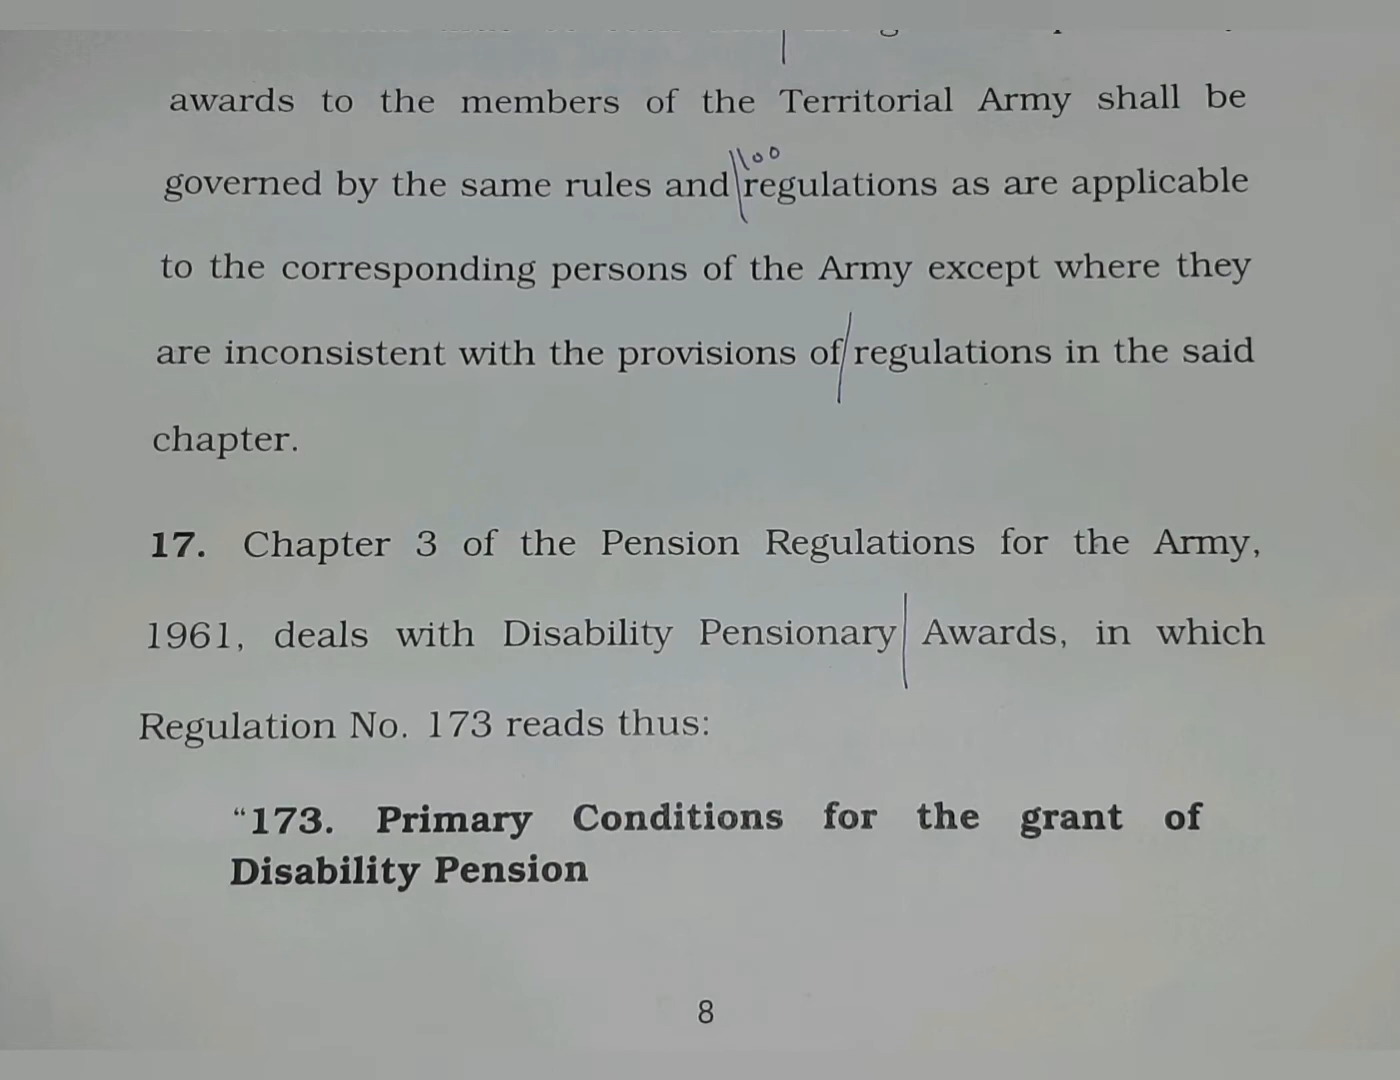 awards to the members of the Territorial Army shall be
1100
governed by the same rules and regulations as are applicable
to the corresponding persons of the Army except where they
are inconsistent with the provisions of regulations in the said
chapter.
17. Chapter 3 of the Pension Regulations for the Army,
1961, deals with Disability Pensionary Awards, in which
Regulation No. 173 reads thus:
“173. Primary Conditions for the grant of
Disability Pension
8